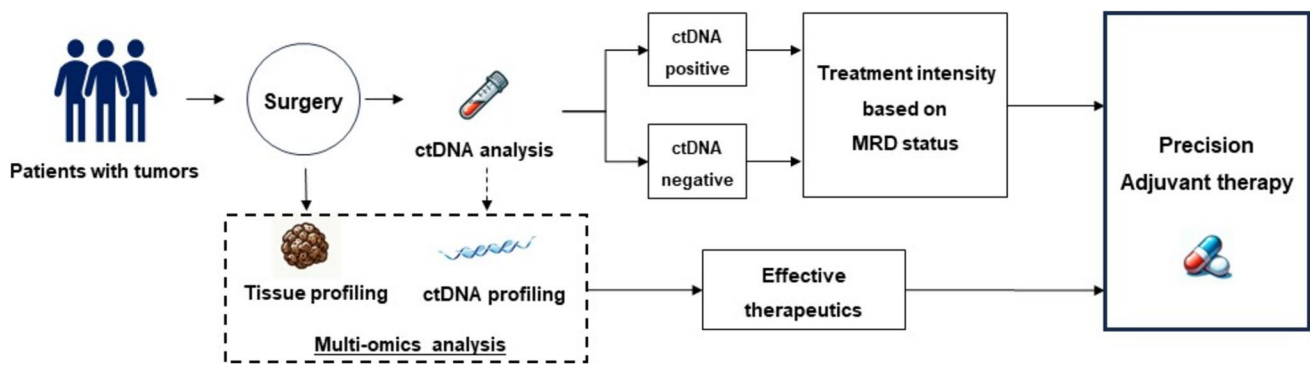 Patients with tumors
Surgery
ctDNA analysis
ctDNA
positive
ctDNA
negative
Treatment intensity
based on
MRD status
Tissue profiling
ctDNA profiling
Multi-omics analysis
Effective
therapeutics
Precision
Adjuvant therapy